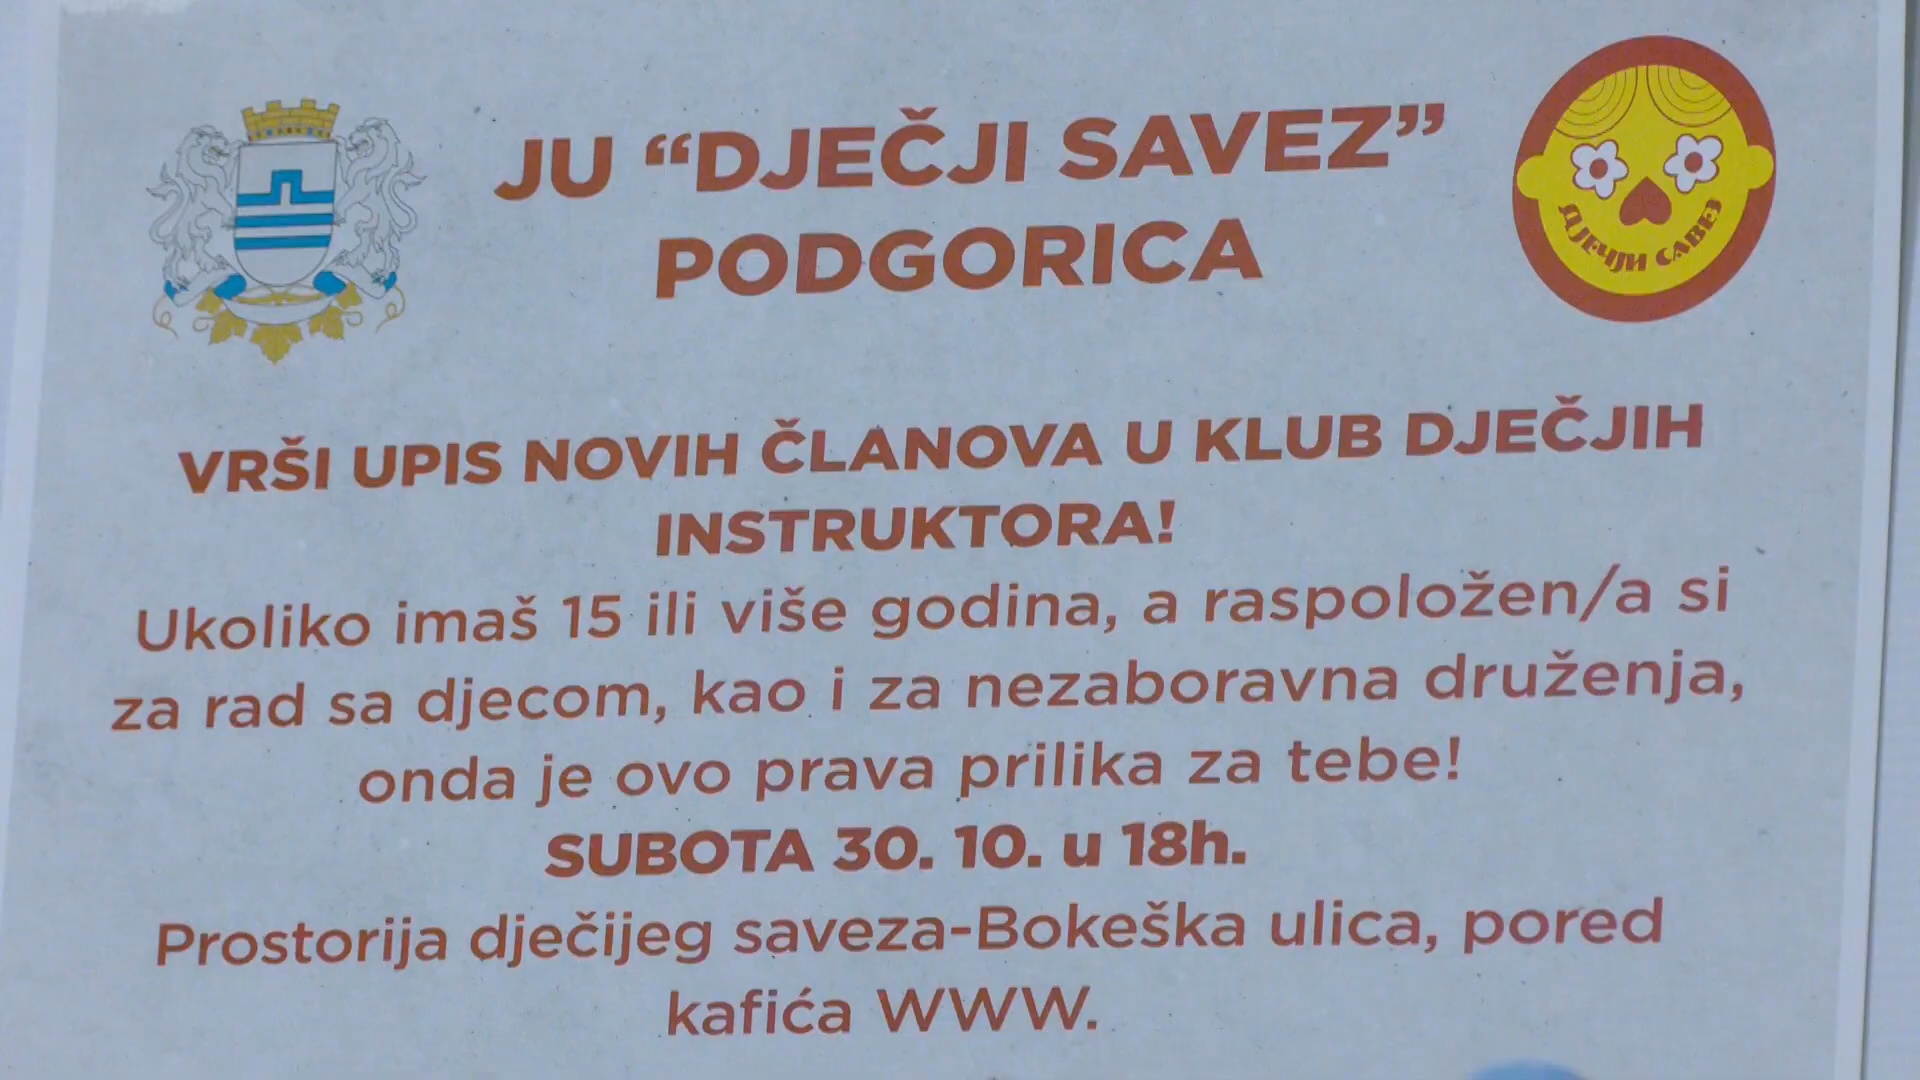 JU “DJEČJI SAVEZ”
PODGORICA
ДЈЕЧЈИ САВЕЗ
VRŠI UPIS NOVIH ČLANOVA U KLUB DJEČJIH
INSTRUKTORA!
Ukoliko imaš 15 ili više godina, a raspoložen/a si
za rad sa djecom, kao i za nezaboravna druženja,
onda je ovo prava prilika za tebe!
SUBOTA 30. 10. u 18h.
Prostorija dječijeg saveza-Bokeška ulica, pored
kafića WWW.